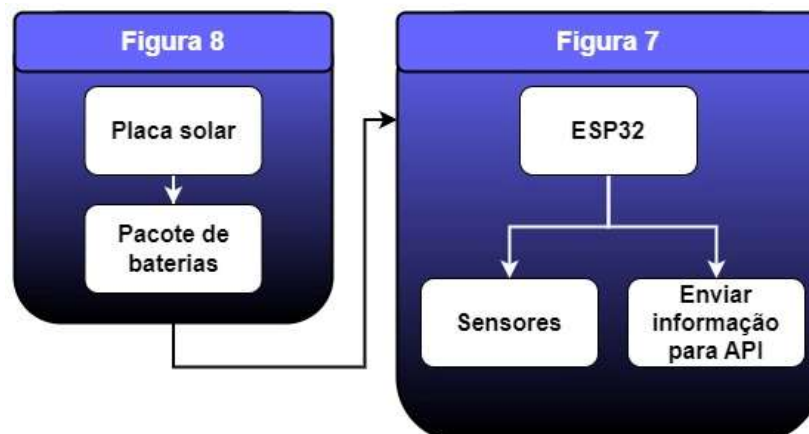 Figura 8
Placa solar
Pacote de
baterias
Figura 7
ESP32
Sensores
Enviar
informação
para API